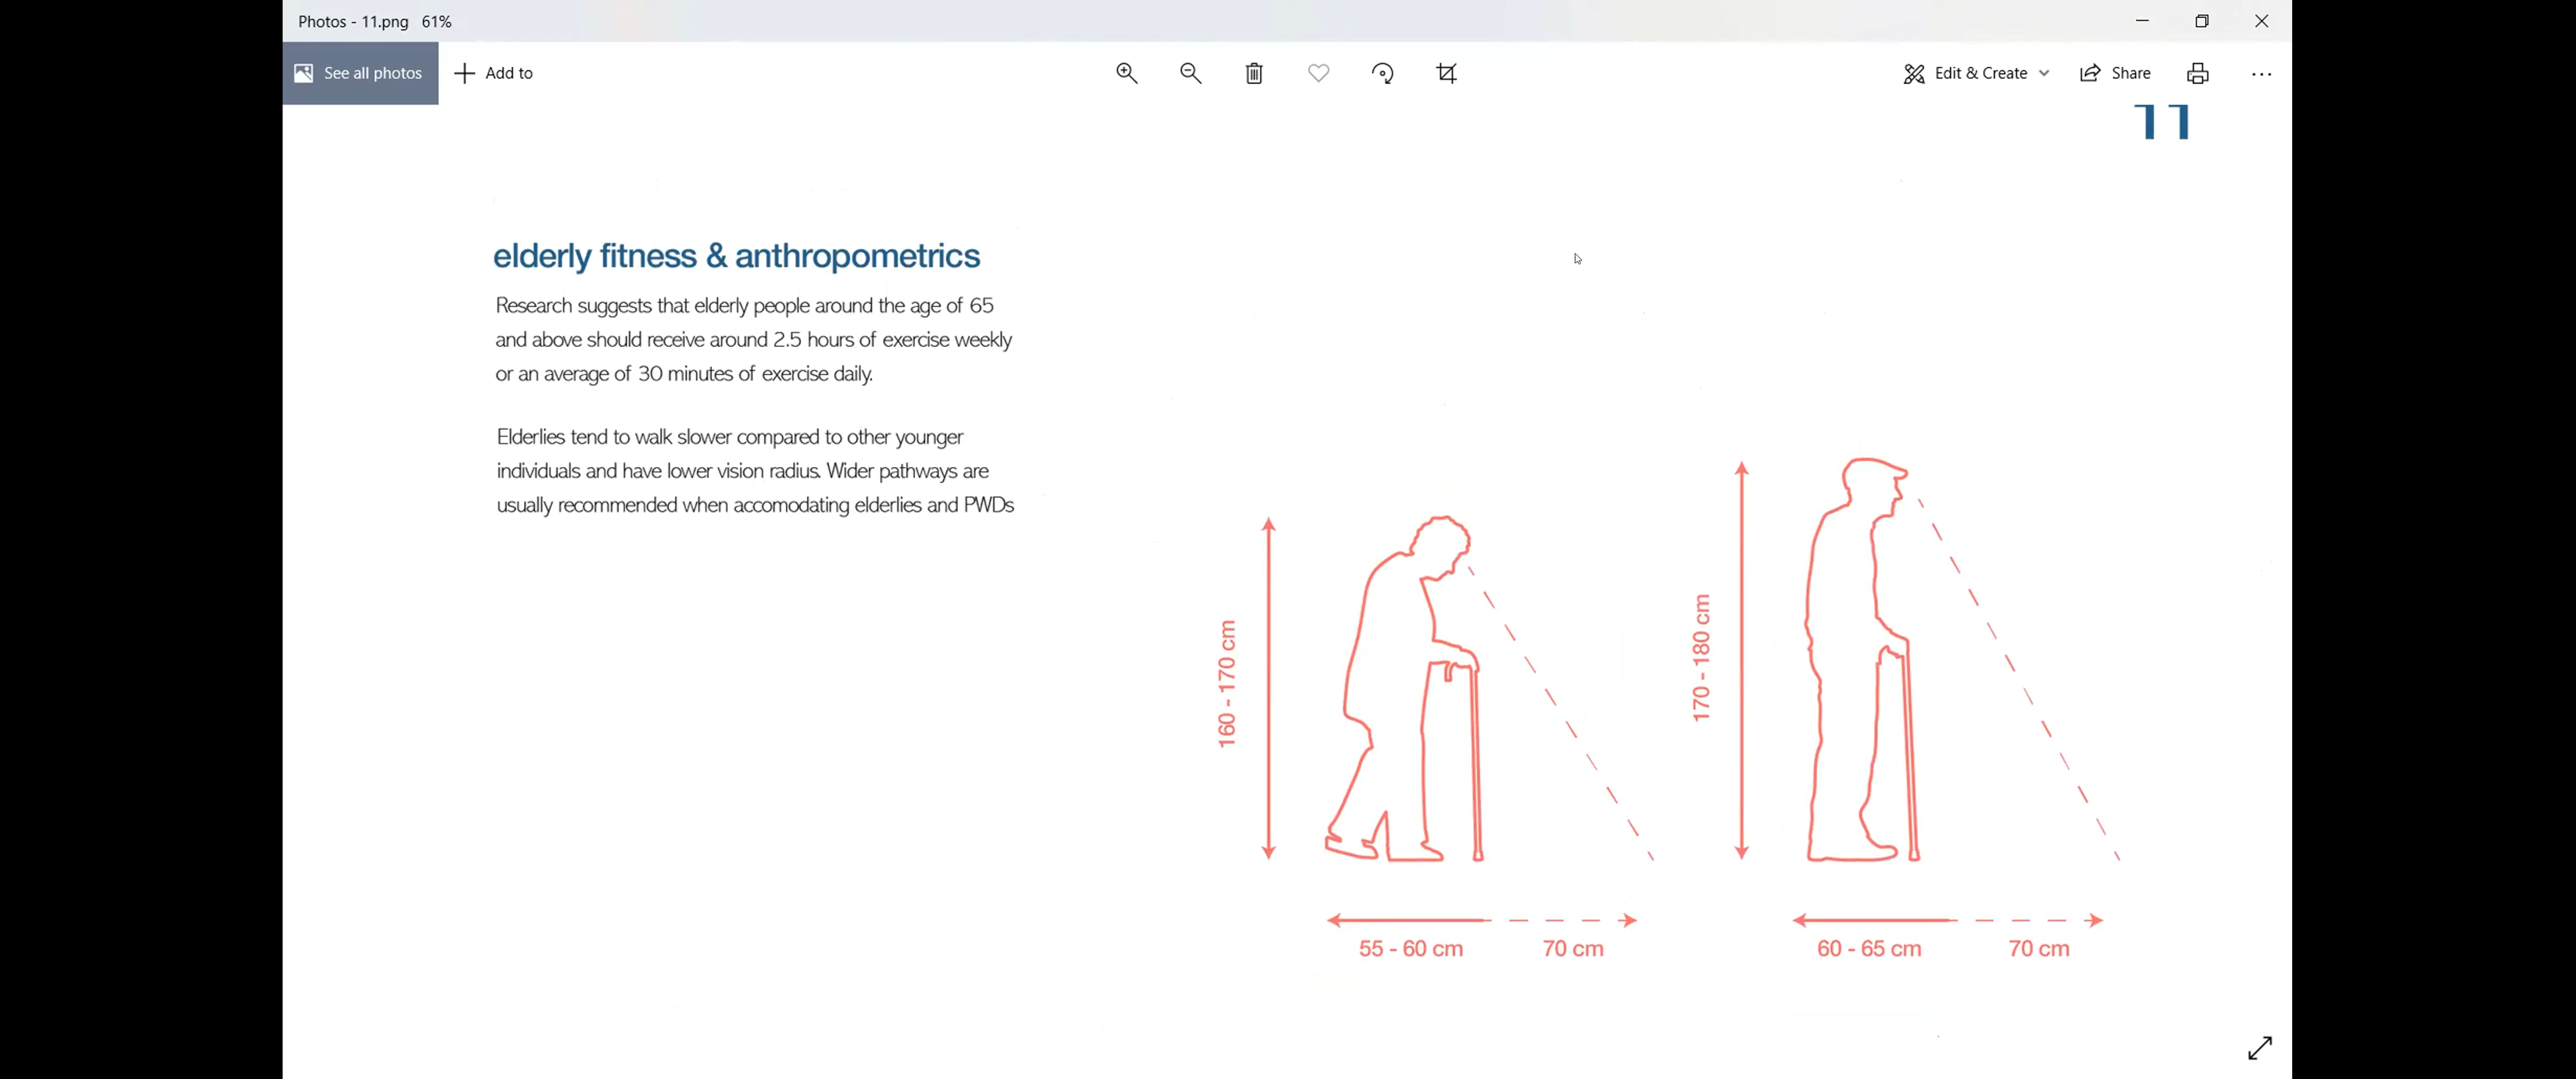 Photos - 11.png 61%
See all photos
Add to
Edit & Create
Share
11
elderly fitness & anthropometrics
Research suggests that elderly people around the age of 65
and above should receive around 2.5 hours of exercise weekly
or an average of 30 minutes of exercise daily.
Elderlies tend to walk slower compared to other younger
individuals and have lower vision radius. Wider pathways are
usually recommended when accomodating elderlies and PWDs
160 - 170 cm
170 - 180 cm
55 - 60 cm
70 cm
60 - 65 cm
70 cm